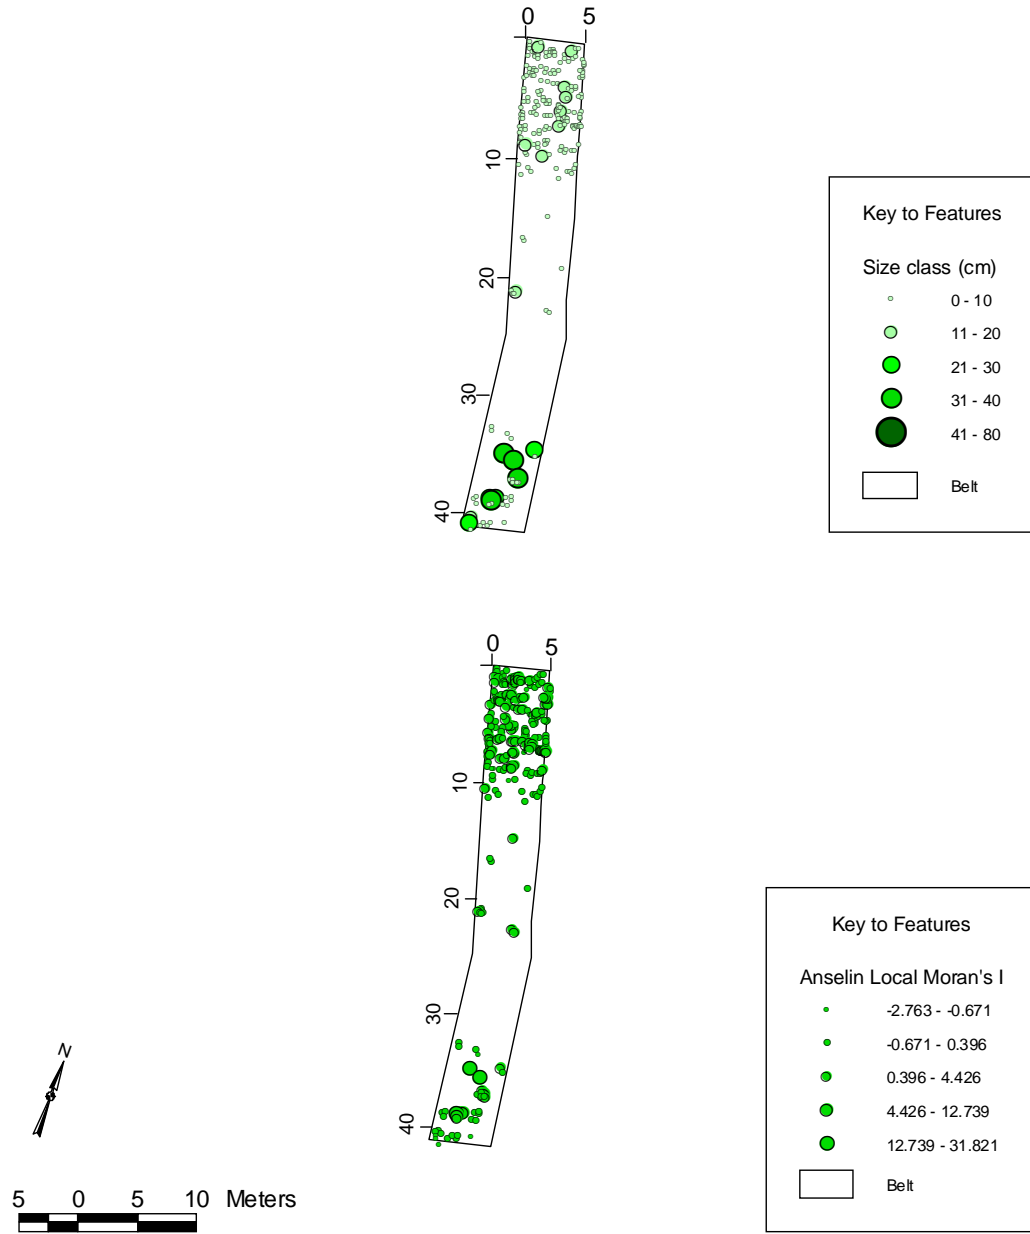 0 5
10
20
30
40
Key to Features
Size class (cm)
0 - 10
11 - 20
21 - 30
31 - 40
41 - 80
Belt
0 5
10
20
30
40
Key to Features
Anselin Local Moran's I
-2.763 - -0.671
-0.671 - 0.396
0.396 - 4.426
4.426 - 12.739
12.739 - 31.821
Belt
N
5 0 5 10 Meters